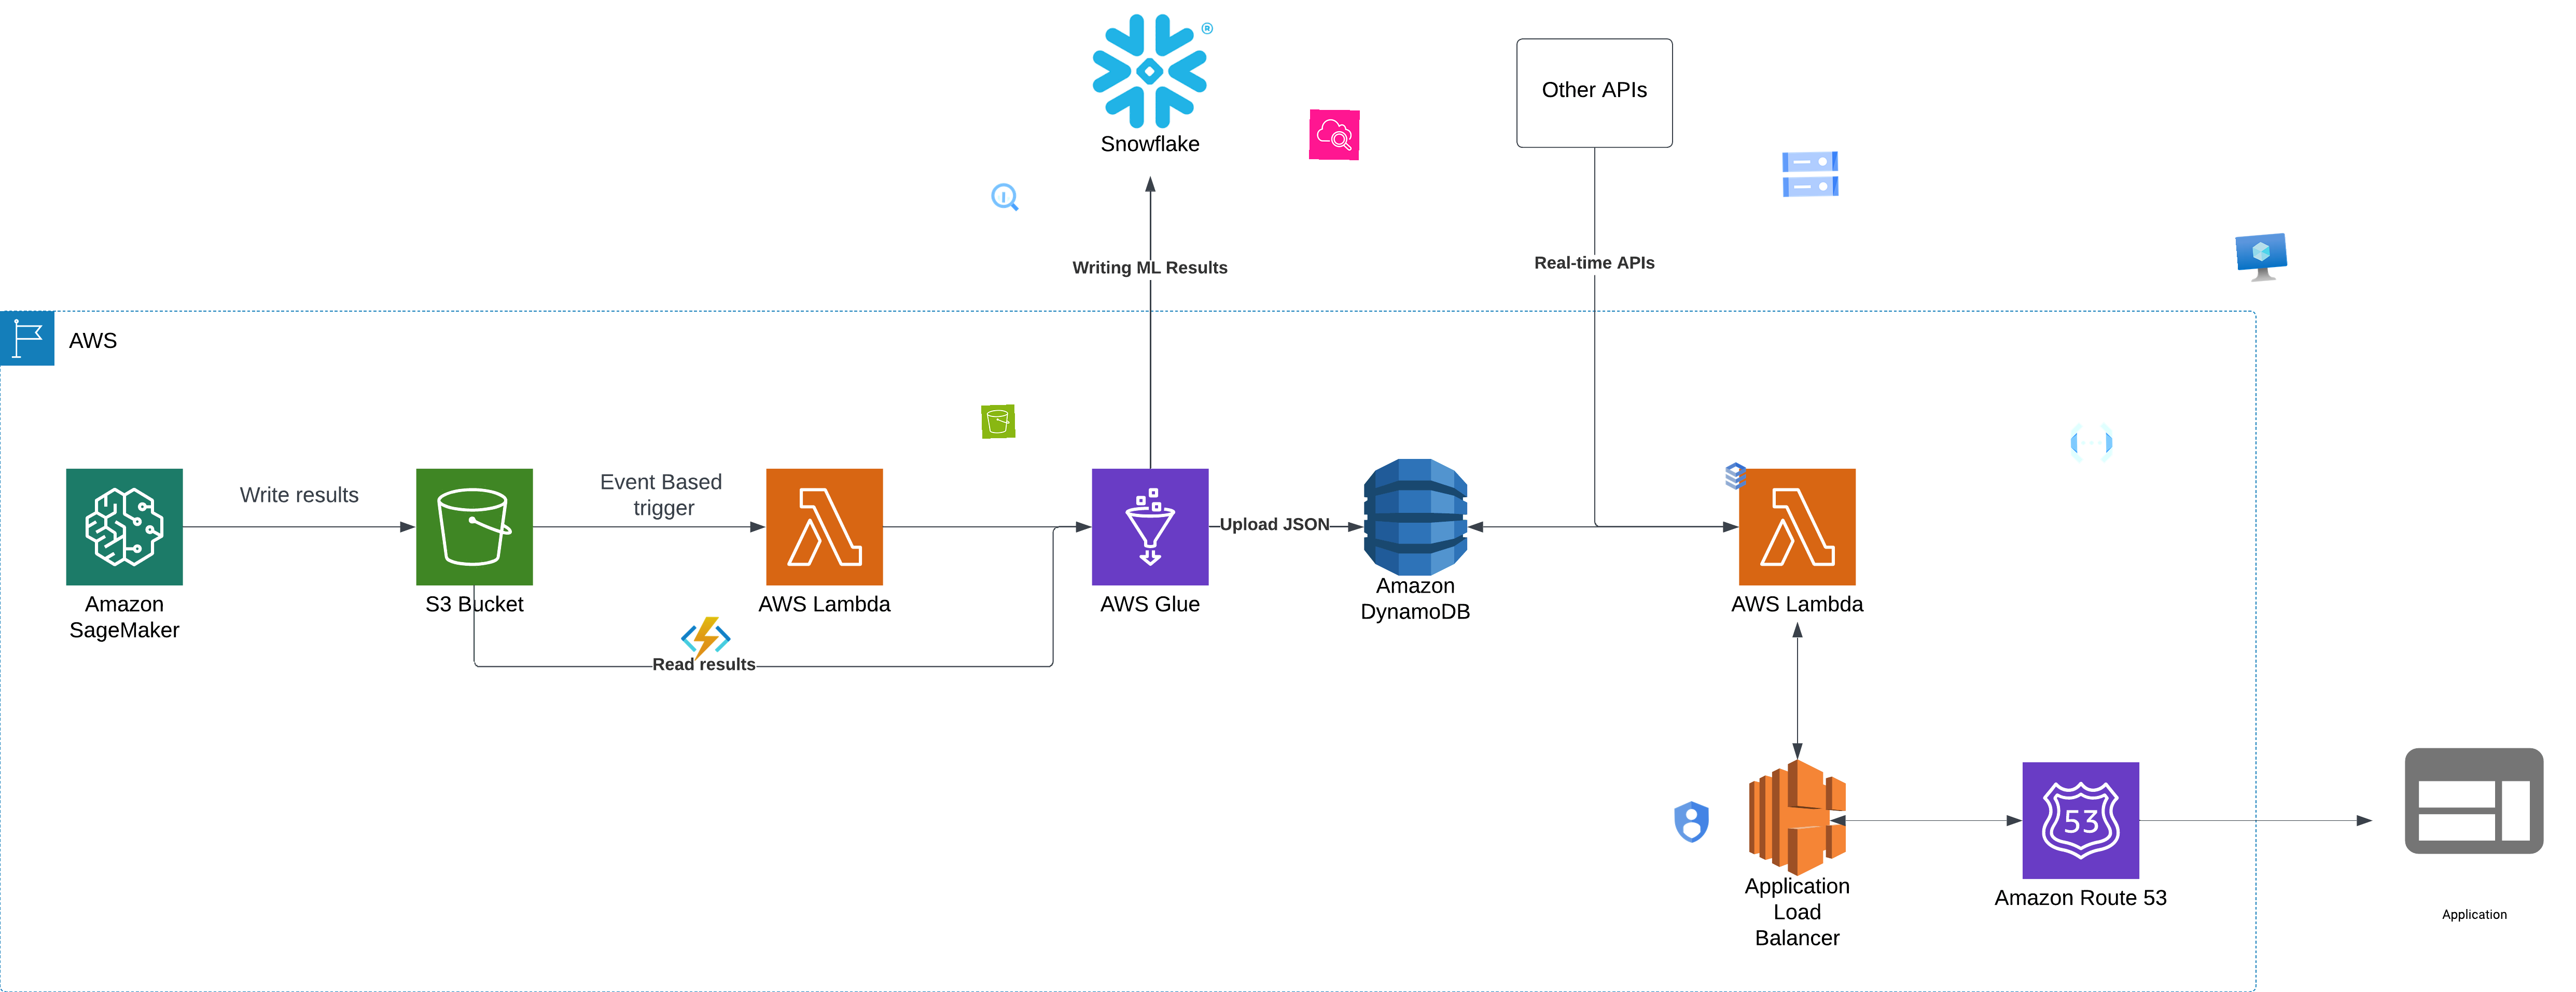 ®
Snowflake
Other APIs
Writing ML Results
Real-time APIs
AWS
Write results
Event Based
trigger
Upload JSON
Amazon
SageMaker
S3 Bucket
AWS Lambda
AWS Glue
Amazon
DynamoDB
AWS Lambda
Read results
53
Application
Load
Balancer
Amazon Route 53
Application